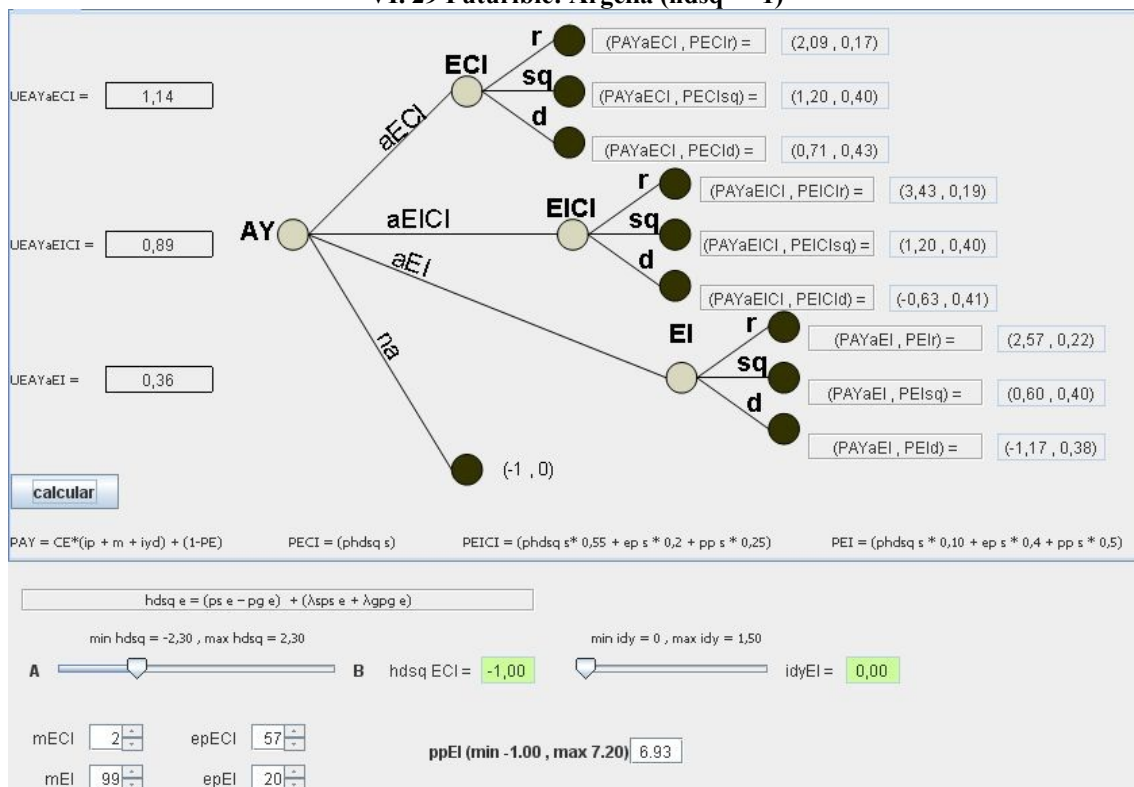 VI. 29 Futurible. Argelia (hdsq = -1)
r
(PAYaECI , PECIr) =
(2,09 , 0,17)
ECI
sq
UEAYaECI =
1,14
(PAYaECI , PECIsq) =
(1,20 , 0,40)
aECI
d
(PAYaECI , PECId) =
(0,71 , 0,43)
r
(PAYaEICI , PEICIr) =
(3,43 , 0,19)
EICI
aEICI
sq
AY
UEAYaEICI =
0,89
(PAYaEICI , PEICIsq) =
(1,20 , 0,40)
aEI
d
(PAYaEICI , PEICId) =
(-0,63 , 0,41)
EI
r
na
(PAYaEI , PEIr) =
(2,57 , 0,22)
sq
UEAYaEI =
0,36
(PAYaEI , PEIsq) =
(0,60 , 0,40)
d
(PAYaEI , PEId) =
(-1,17 , 0,38)
(-1 , 0)
calcular
PAY = CE*(ip + m + iyd) + (1-PE)
PECI = (phdsq s)
PEICI = (phdsq s* 0,55 + ep s * 0,2 + pp s * 0,25)
PEI = (phdsq s * 0,10 + ep s * 0,4 + pp s * 0,5)
hdsq e = (ps e – pg e) + (λsps e + λgpg e)
min hdsq = -2,30 , max hdsq = 2,30
min idy = 0 , max idy = 1,50
A
B
hdsq ECI =
-1,00
idyEI =
0,00
mECI
2
epECI
57
ppEI (min -1.00 , max 7.20)
6.93
mEI
99
epEI
20